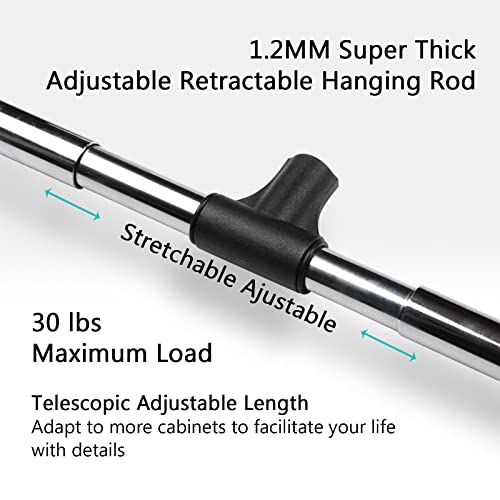 1.2MM Super Thick
Adjustable Retractable Hanging Rod
Stretchable Ajustable
30 lbs
Maximum Load
Telescopic Adjustable Length
Adapt to more cabinets to facilitate your life
with details